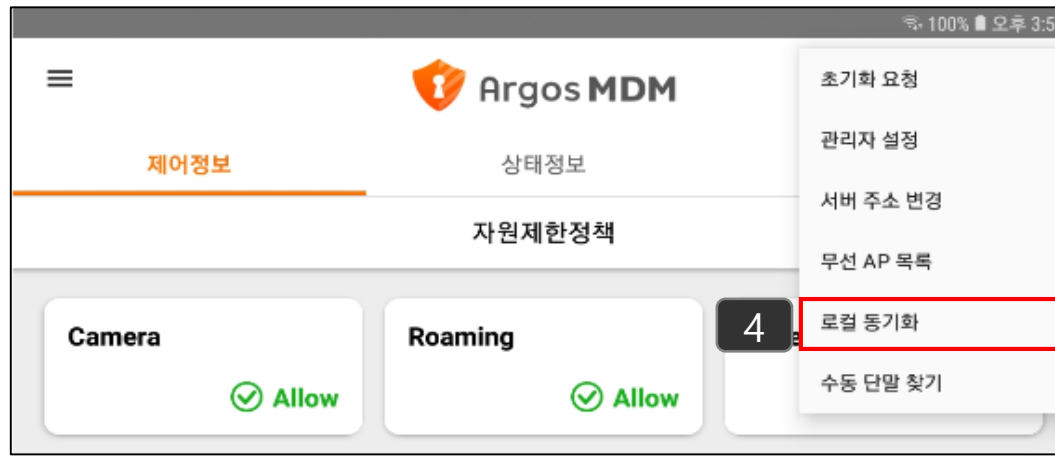 100% 오후 3:5
Argos MDM
제어정보
상태정보
자원제한정책
초기화 요청
관리자 설정
서버 주소 변경
무선 AP 목록
4
로컬 동기화
수동 단말 찾기
Camera
Allow
Roaming
Allow